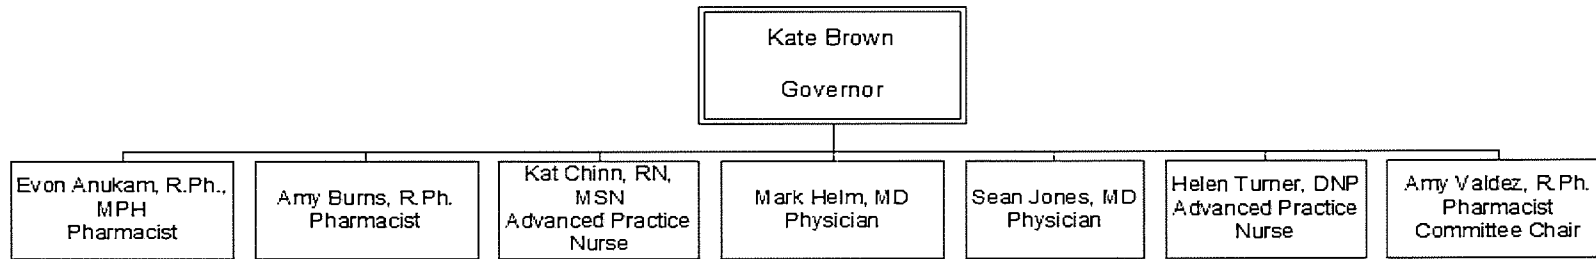 Kate Brown
Governor
Evon Anukam, R.Ph.,
MPH
Pharmacist
Amy Burns, R.Ph.
Pharmacist
Kat Chinn, RN,
MSN
Advanced Practice
Nurse
Mark Helm, MD
Physician
Sean Jones, MD
Physician
Helen Turner, DNP
Advanced Practice
Nurse
Amy Valdez, R.Ph.
Pharmacist
Committee Chair